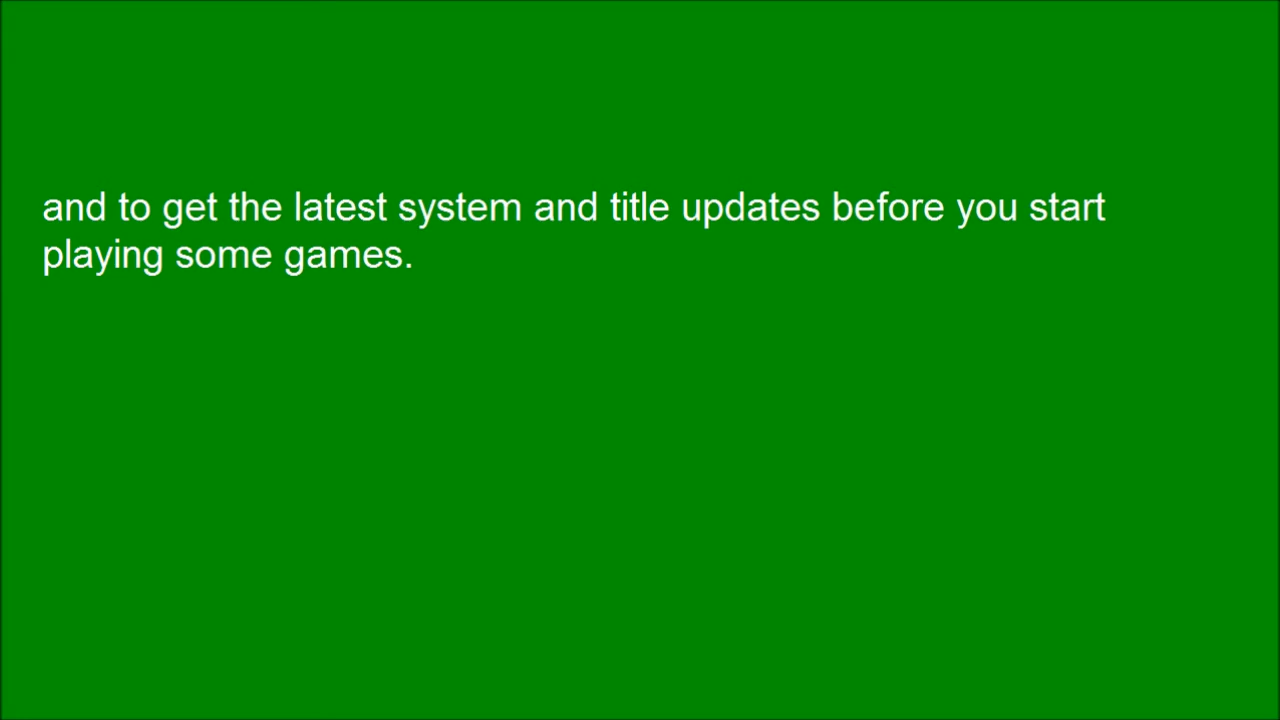 and to get the latest system and title updates before you start
playing some games.